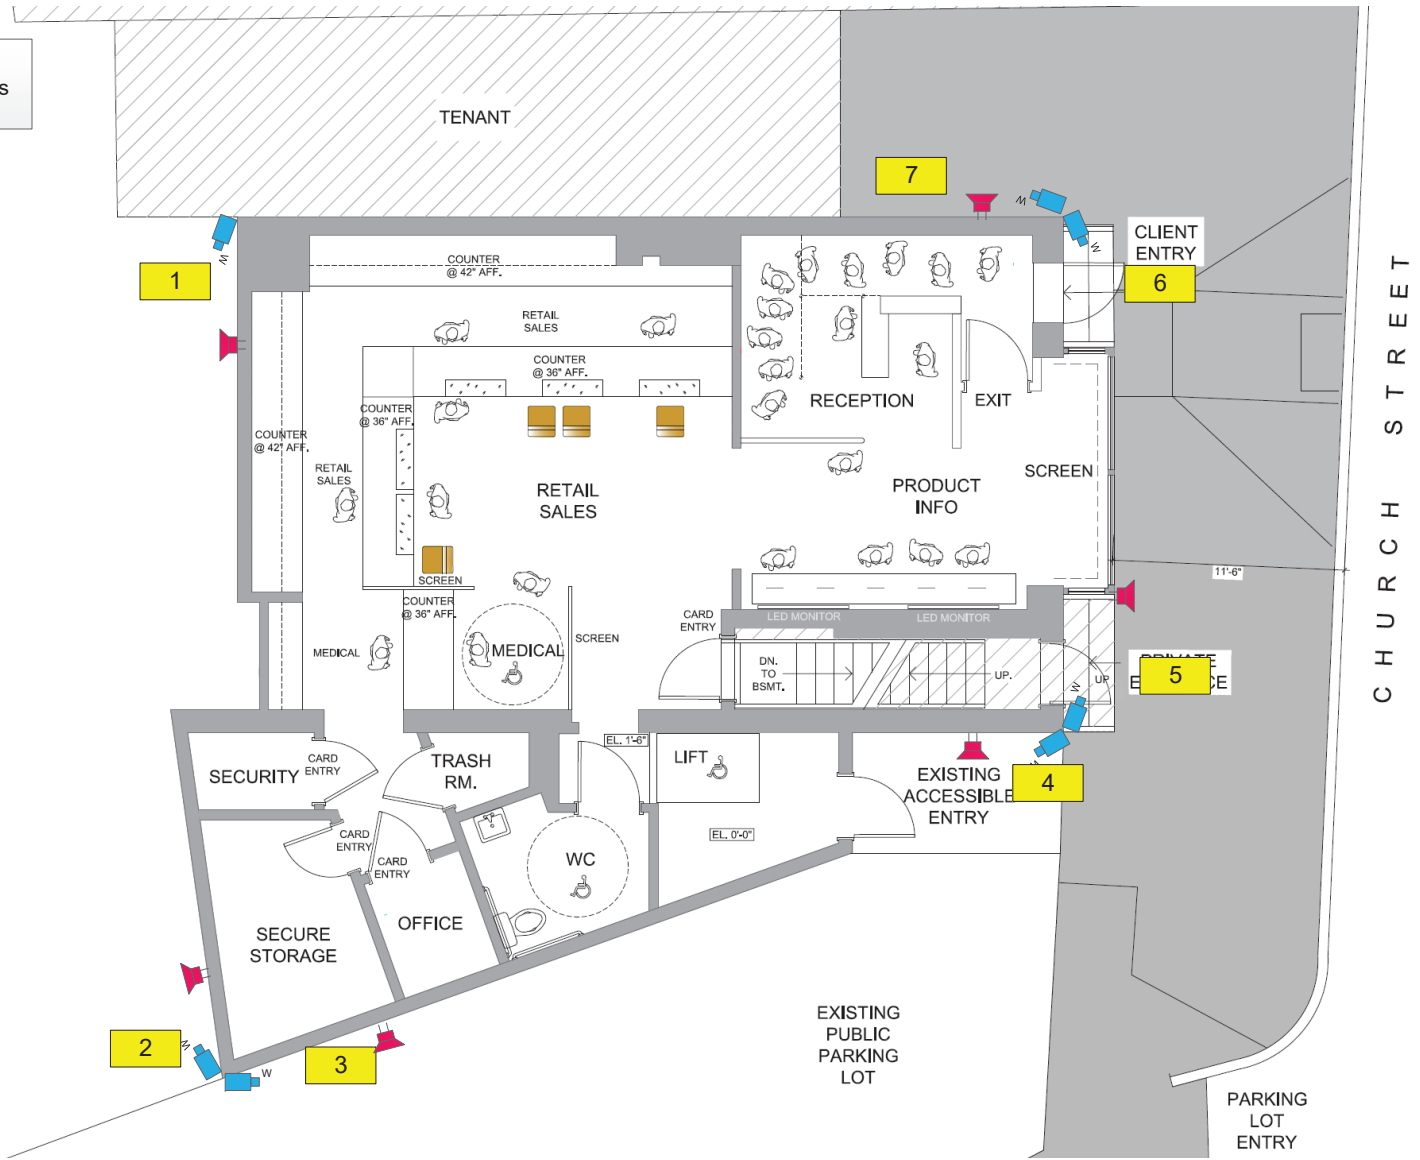 s
TENANT
7
CLIENT
ENTRY
6
1
W
W
W
COUNTER
@ 42" AFF.
RETAIL
SALES
COUNTER
@ 36" AFF.
COUNTER
@ 36" AFF.
COUNTER
@ 42" AFF.
RETAIL
SALES
RECEPTION
EXIT
RETAIL
SALES
PRODUCT
INFO
SCREEN
CHURCH STREET
11'-6"
SCREEN
COUNTER
@ 36" AFF.
MEDICAL
MEDICAL
SCREEN
CARD
ENTRY
LED MONITOR
LED MONITOR
DN.
TO
BSMT.
UP.
UP
PRIVATE
5
W
W
4
SECURITY
CARD
ENTRY
TRASH
RM.
EL. 1'-6"
LIFT
EXISTING
ACCESSIBLE
ENTRY
EL. 0'-0"
CARD
ENTRY
CARD
ENTRY
WC
OFFICE
SECURE
STORAGE
EXISTING
PUBLIC
PARKING
LOT
2
W
W
3
PARKING
LOT
ENTRY